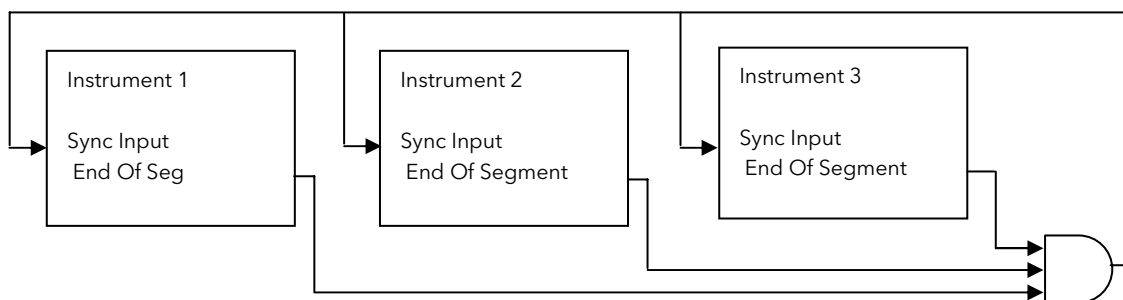 Instrument 1
Sync Input
End Of Seg
Instrument 2
Sync Input
End Of Segment
Instrument 3
Sync Input
End Of Segment